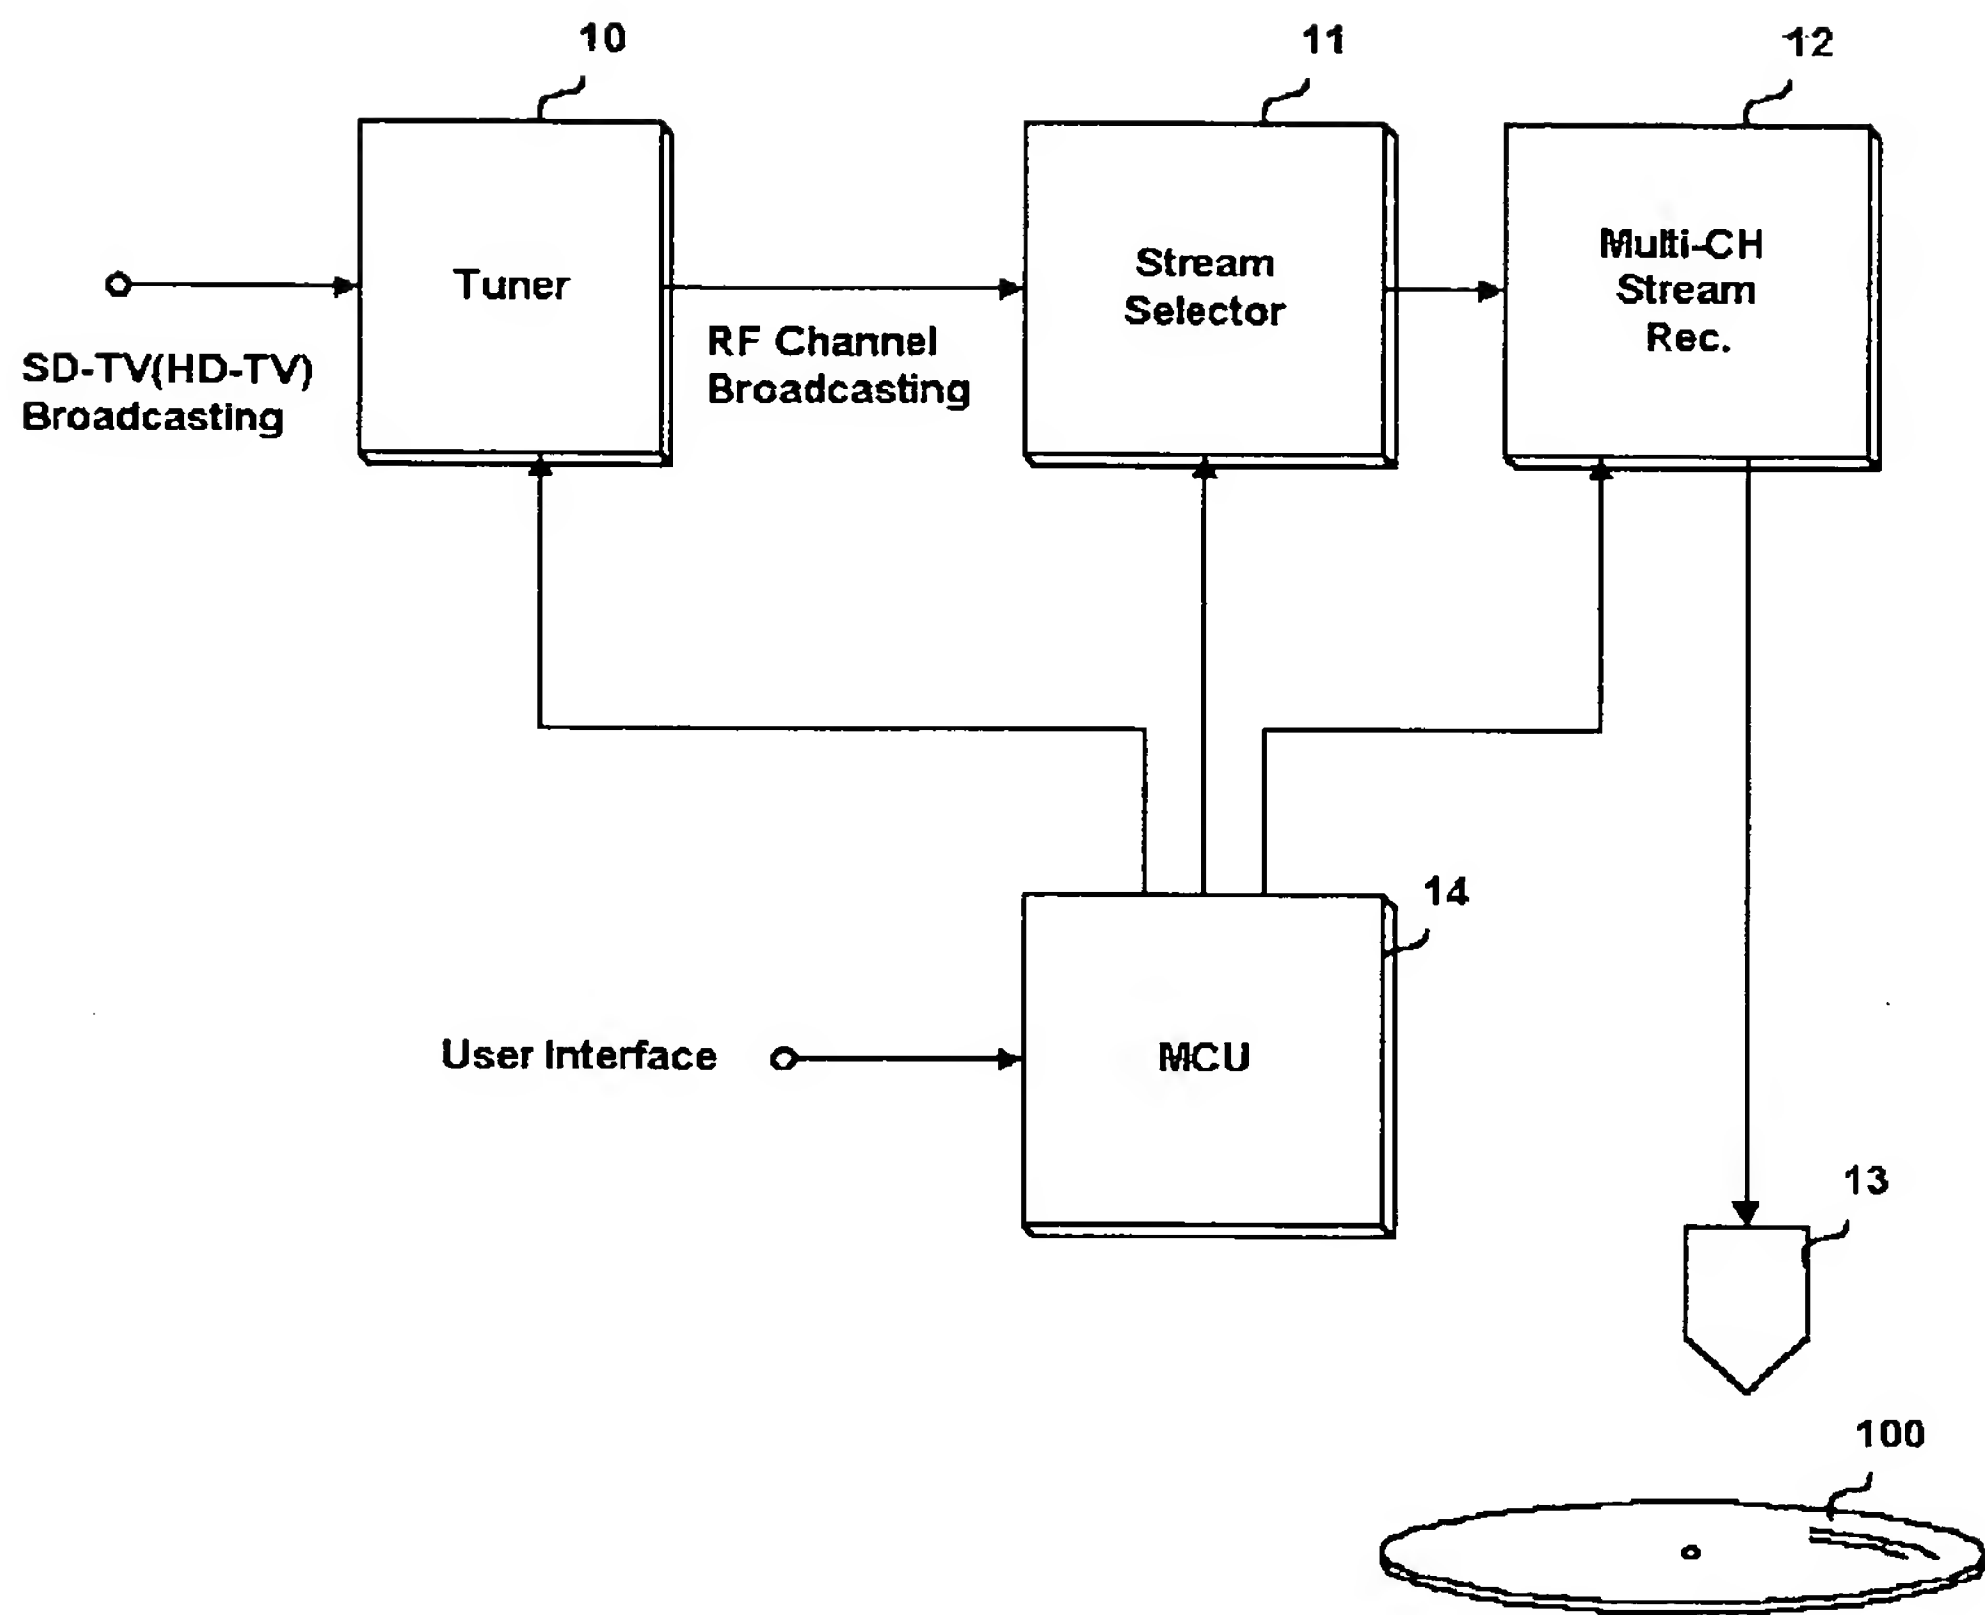 10
11
12
Tuner
Stream
Selector
Multi-CH
Stream
Rec.
SD-TV(HD-TV)
Broadcasting
RF Channel
Broadcasting
14
User Interface
MCU
13
100